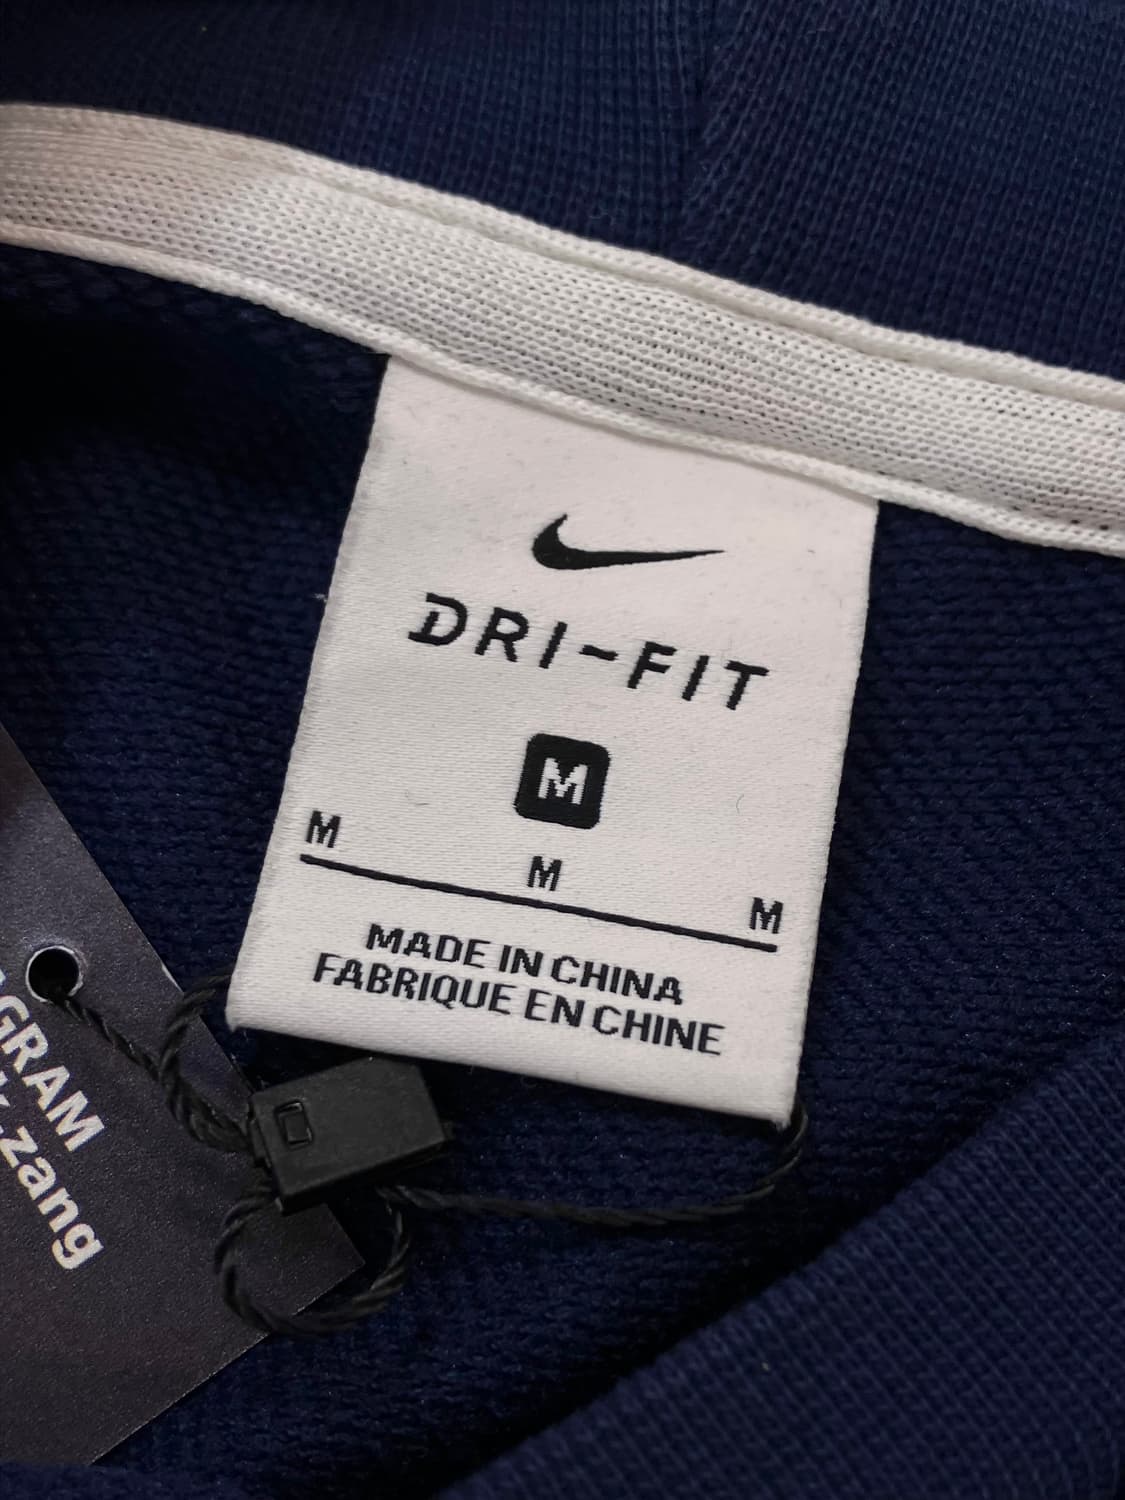 DRI-FIT
M
M
M
M
MADE IN CHINA
FABRIQUE EN CHINE
GRAM
zang